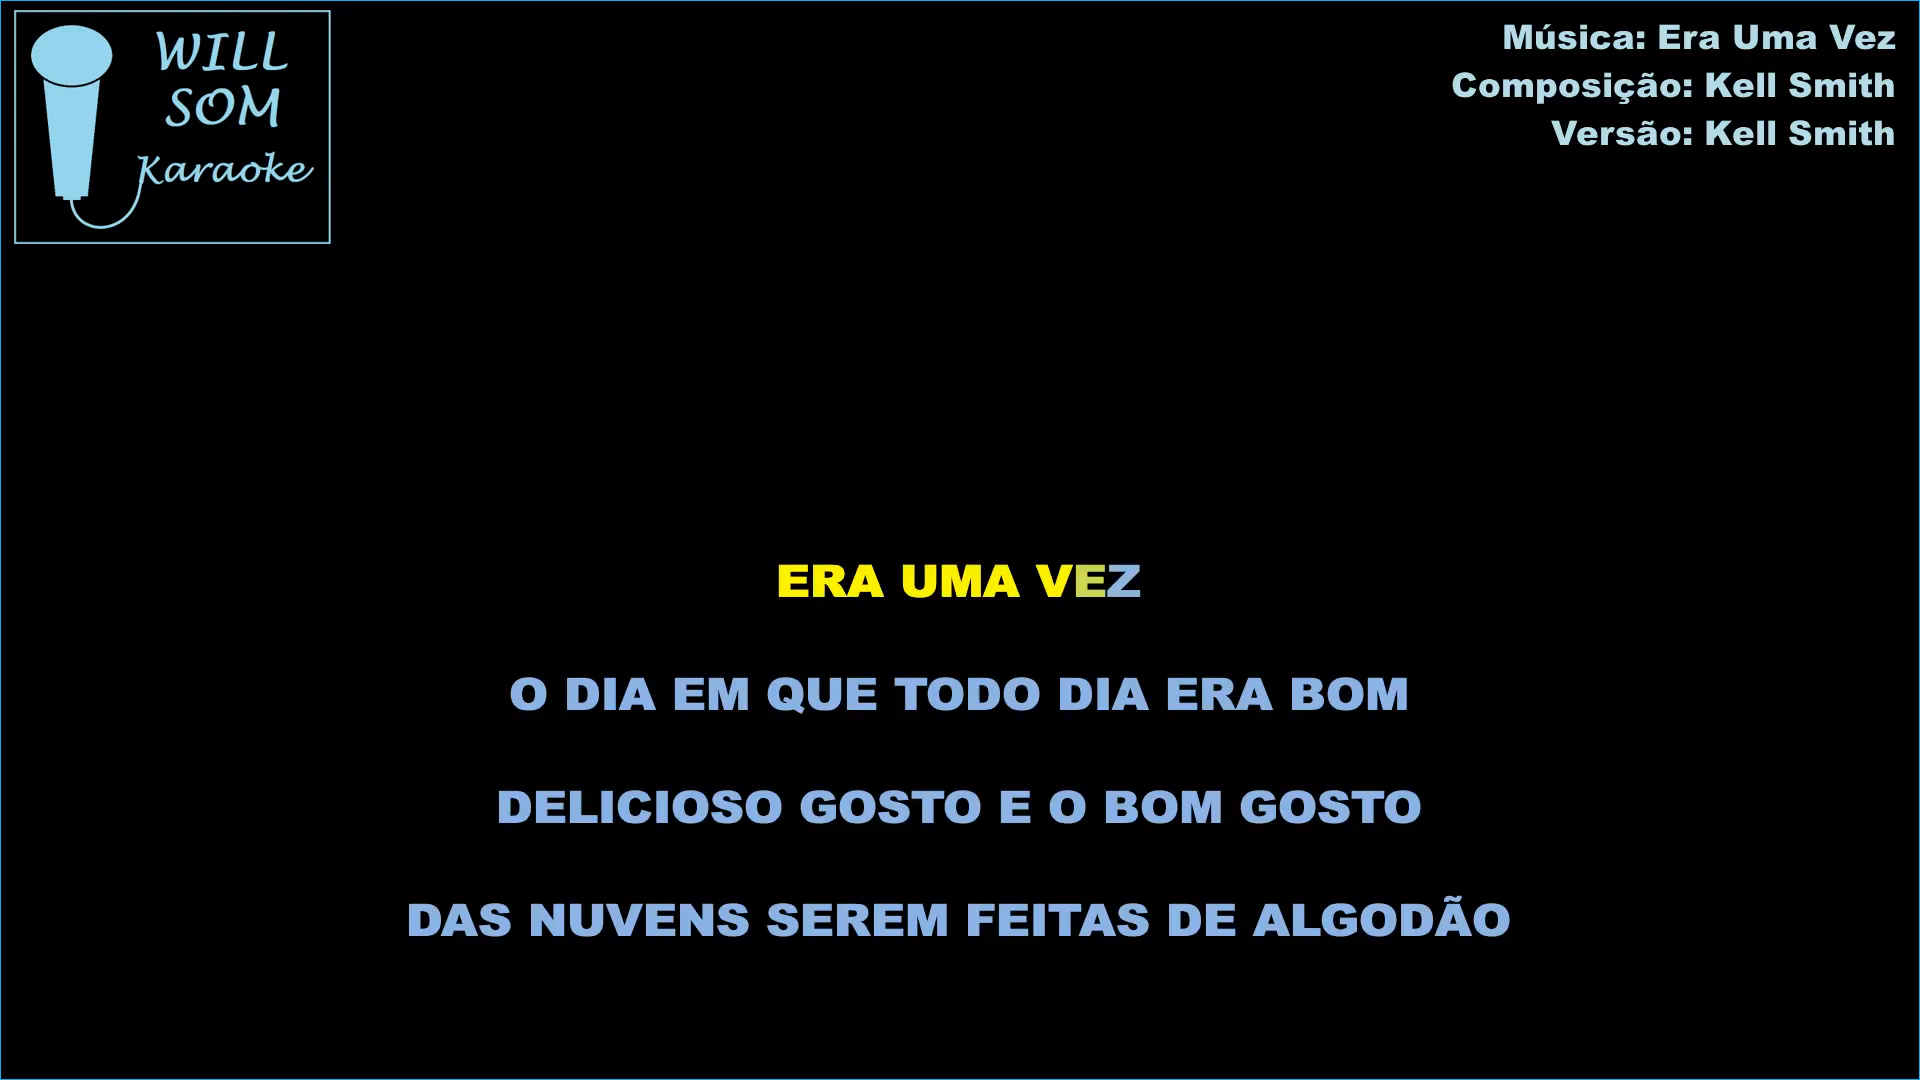 WILL
SOM
Karaoke
Música: Era Uma Vez
Composição: Kell Smith
Versão: Kell Smith
ERA UMA VEZ
O DIA EM QUE TODO DIA ERA BOM
DELICIOSO GOSTO E O BOM GOSTO
DAS NUVENS SEREM FEITAS DE ALGODÃO